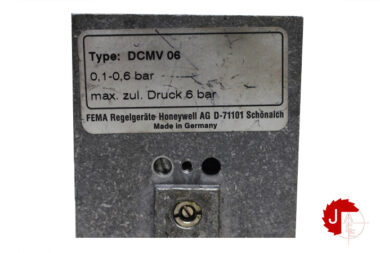 Type: DCMV 06
0,1-0,6 bar
max. zul. Druck 6 bar
FEMA Regelgeräte Honeywell AG D-71101 Schönaich
Made in Germany
J